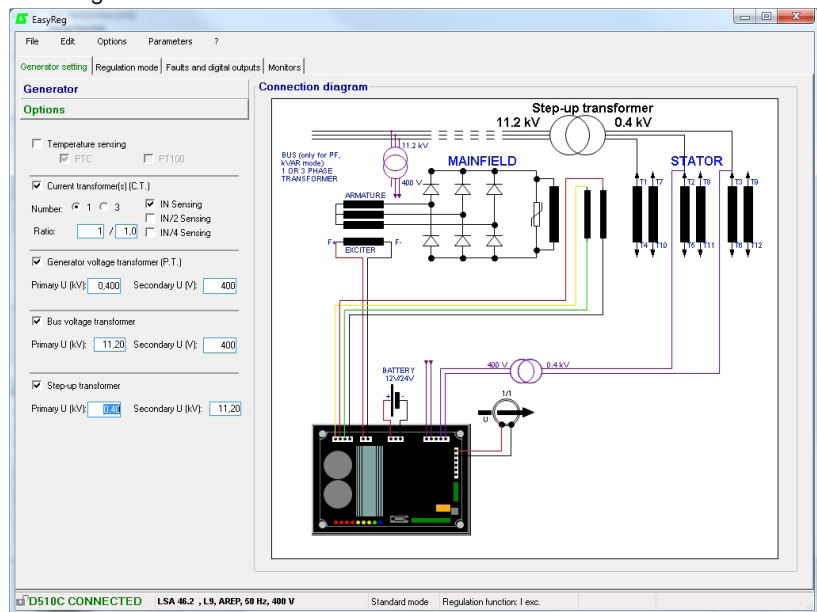 EasyReg
File Edit Options Parameters ?
Generator setting Regulation mode Faults and digital outputs Monitors
Generator
Options
Temperature sensing
PTC PT100
Current transformer(s) (C.T.)
Number: 1 3 IN Sensing
IN/2 Sensing
Ratio: 1 / 1,0 IN/4 Sensing
Generator voltage transformer (P.T.)
Primary U (kV): 0,400 Secondary U (V): 400
Bus voltage transformer
Primary U (kV): 11,20 Secondary U (V): 400
Step-up transformer
Primary U (kV): 0,40 Secondary U (kV): 11,20
Connection diagram
Step-up transformer
11.2 kV 0.4 kV
11.2 kV
BUS (only for PF,
kVAR mode)
1 OR 3 PHASE
TRANSFORMER
400 V
MAINFIELD
STATOR
ARMATURE
T1 T7 T2 T8 T3 T9
F+ F-
EXCITER
T4 T10 T5 T11 T6 T12
400 V 0.4 kV
BATTERY
12V/24V
+ -
1/1
U
D510C CONNECTED LSA 46.2 , L9, AREP, 50 Hz, 400 V Standard mode Regulation function: I exc.